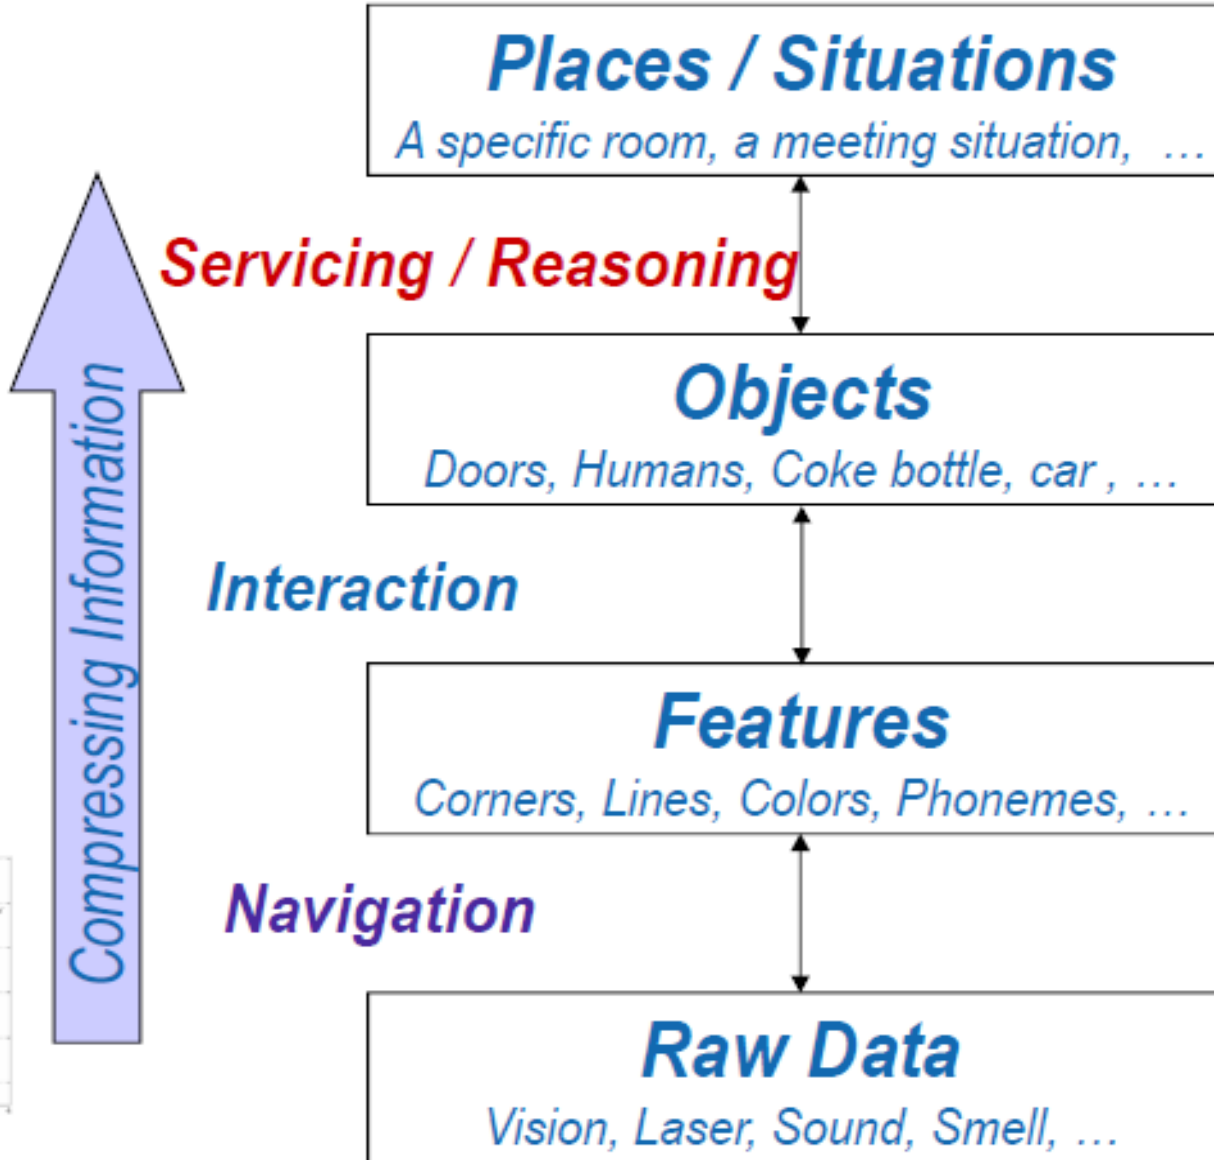 Places / Situations
A specific room, a meeting situation, …
Servicing / Reasoning
Objects
Doors, Humans, Coke bottle, car , …
Interaction
Features
Corners, Lines, Colors, Phonemes, …
Navigation
Raw Data
Vision, Laser, Sound, Smell, …
Compressing Information